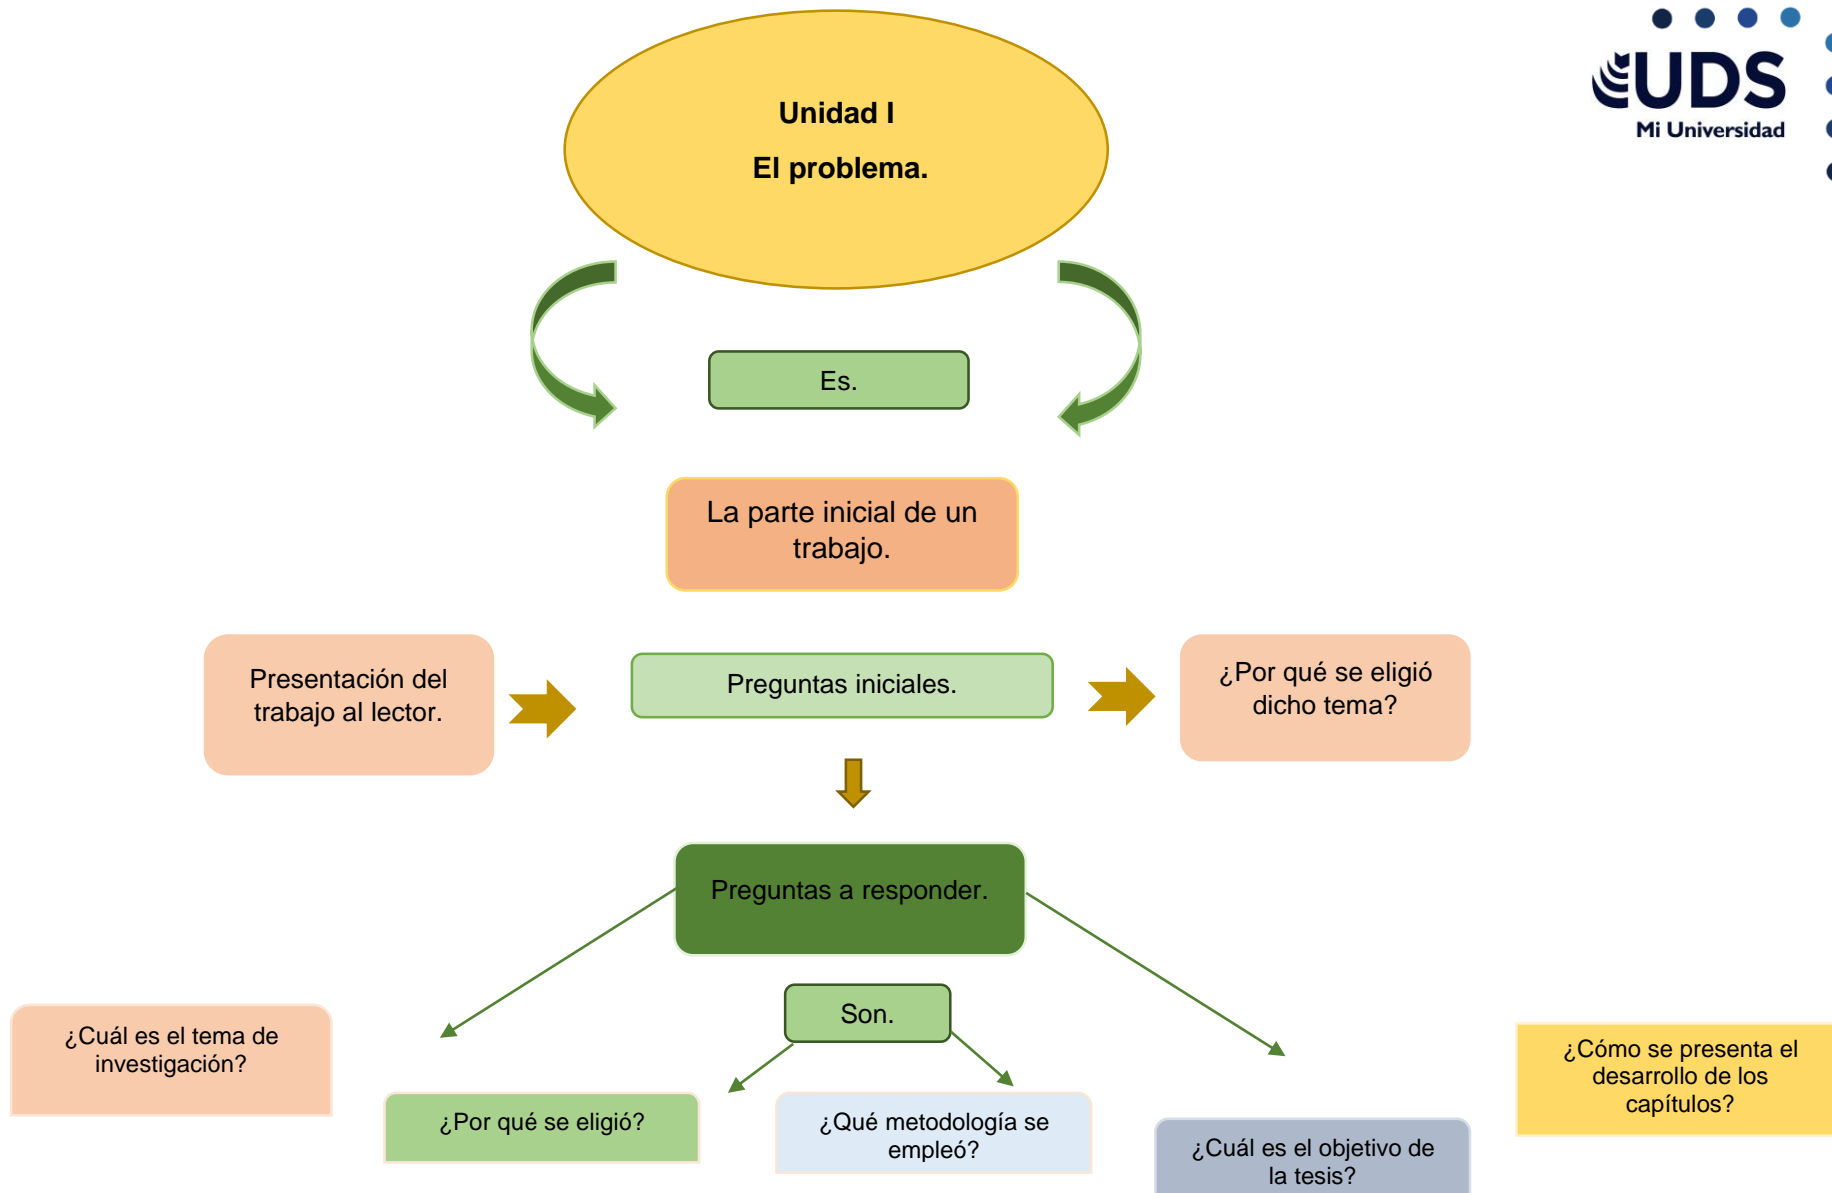 UDS
Mi Universidad
Unidad I
El problema.
Es.
La parte inicial de un
trabajo.
Presentación del
trabajo al lector.
Preguntas iniciales.
¿Por qué se eligió
dicho tema?
Preguntas a responder.
Son.
¿Cuál es el tema de
investigación?
¿Por qué se eligió?
¿Qué metodología se
empleó?
¿Cuál es el objetivo de
la tesis?
¿Cómo se presenta el
desarrollo de los
capítulos?